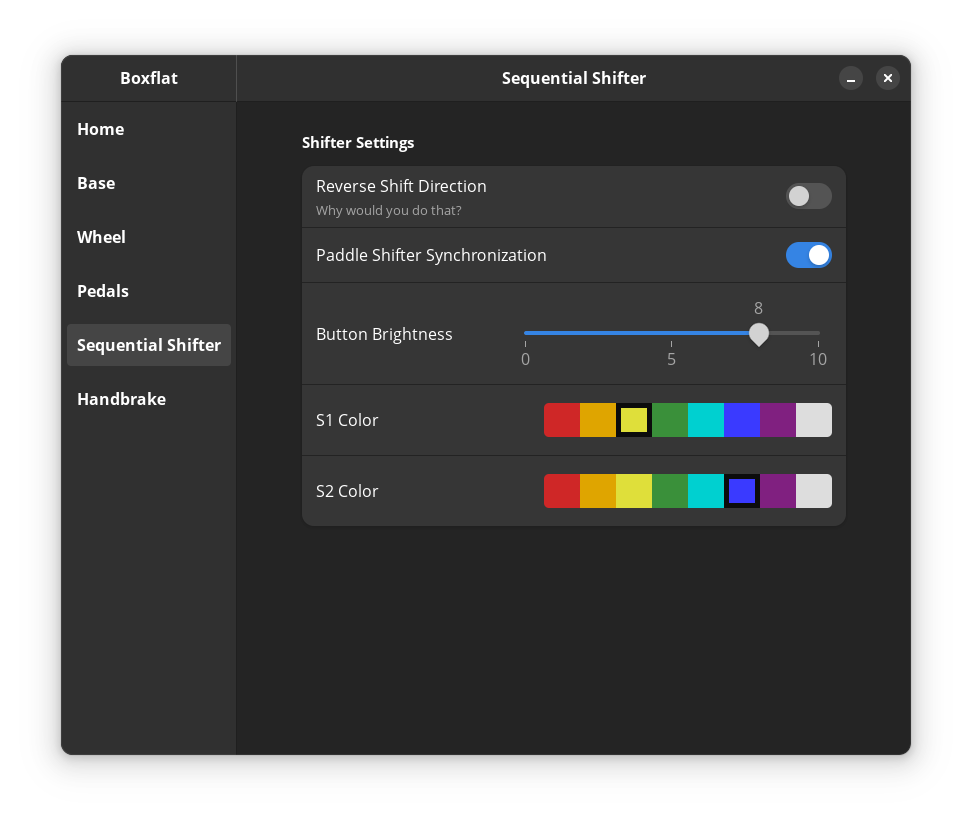 Boxflat
Sequential Shifter
Home
Base
Wheel
Pedals
Sequential Shifter
Handbrake
Shifter Settings
Reverse Shift Direction
Why would you do that?
Paddle Shifter Synchronization
8
Button Brightness
0 5 10
S1 Color
S2 Color